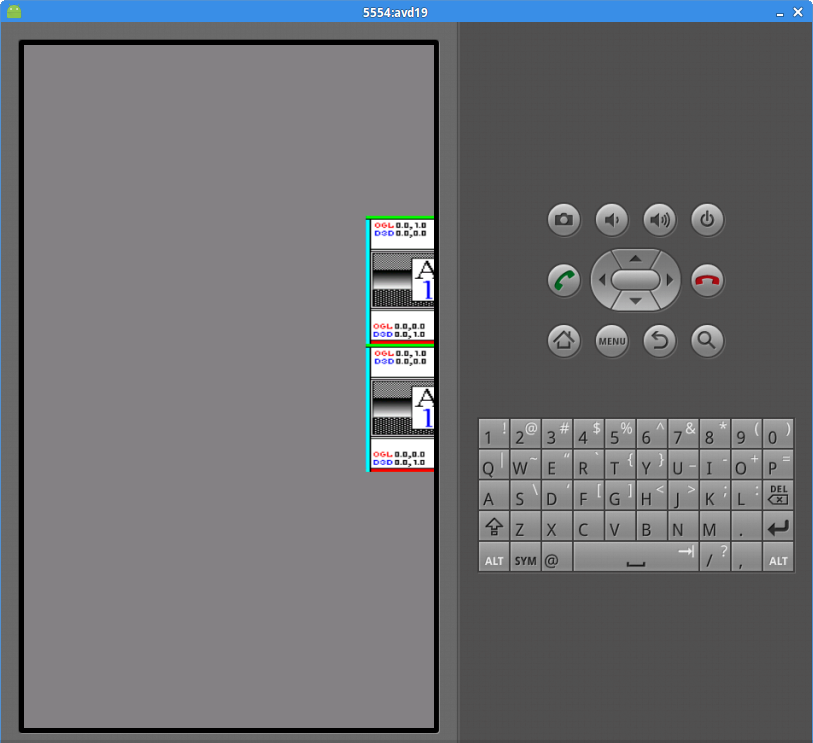 5554:avd19
OGL 0.0,1.0
D3D 0.0,0.0
A
1
OGL 0.0,0.0
D3D 0.0,1.0
OGL 0.0,1.0
D3D 0.0,0.0
A
1
OGL 0.0,0.0
D3D 0.0,1.0
MENU
1 ! 2 @ 3 # 4 $ 5 % 6 ^ 7 & 8 * 9 ( 0 )
Q | W ~ E “ R ` T { Y } U _ I - O + P =
A S \ D ‘ F [ G ] H < J > K ; L : DEL
Z X C V B N M .
ALT SYM @ / ? , ALT